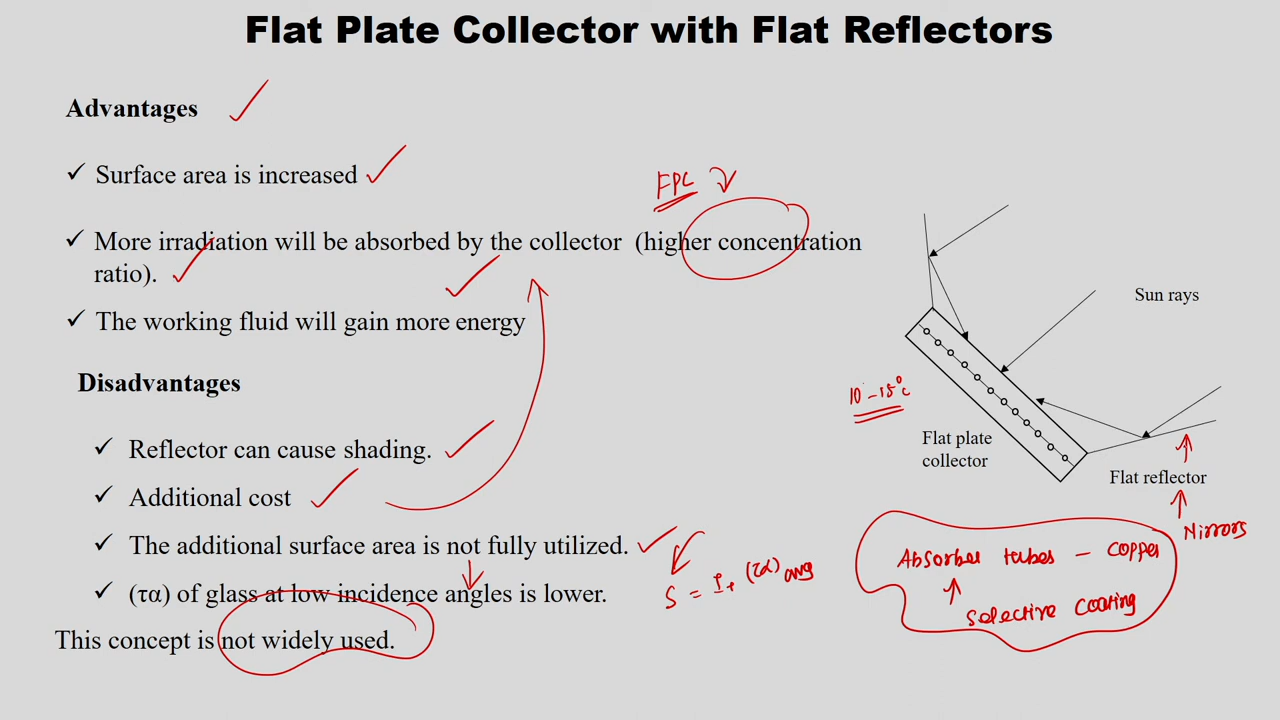 Flat Plate Collector with Flat Reflectors
Advantages
✓ Surface area is increased
FPC
✓ More irradiation will be absorbed by the collector (higher concentration
ratio).
✓ The working fluid will gain more energy
Disadvantages
✓ Reflector can cause shading.
✓ Additional cost
✓ The additional surface area is not fully utilized.
✓ (τα) of glass at low incidence angles is lower.
This concept is not widely used.
S = I₊ (τα) avg
Sun rays
10 - 15°C
Flat plate
collector
Flat reflector
Mirrors
Absorber tubes - copper
Selective coating